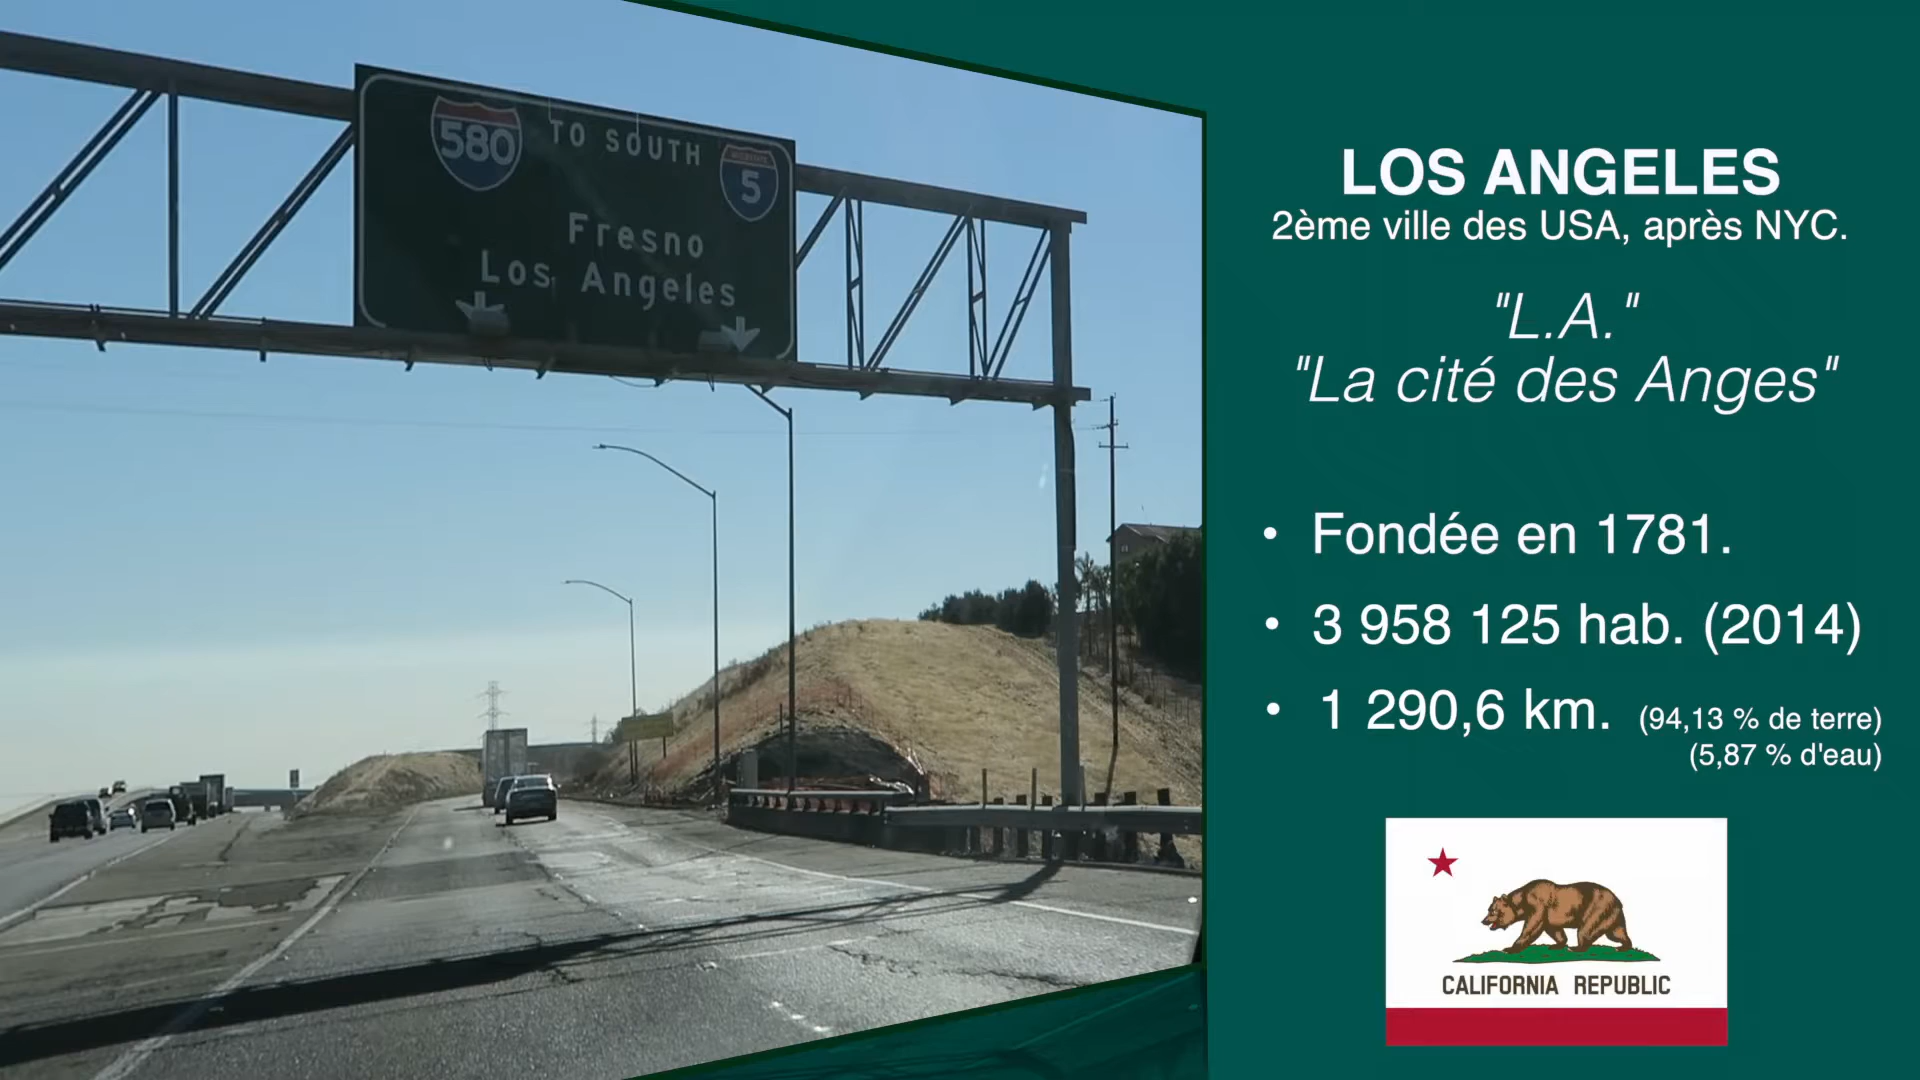 580 TO SOUTH 5
Fresno
Los Angeles
LOS ANGELES
2ème ville des USA, après NYC.
"L.A."
"La cité des Anges"
• Fondée en 1781.
• 3 958 125 hab. (2014)
• 1 290,6 km. (94,13 % de terre)
(5,87 % d'eau)
CALIFORNIA REPUBLIC